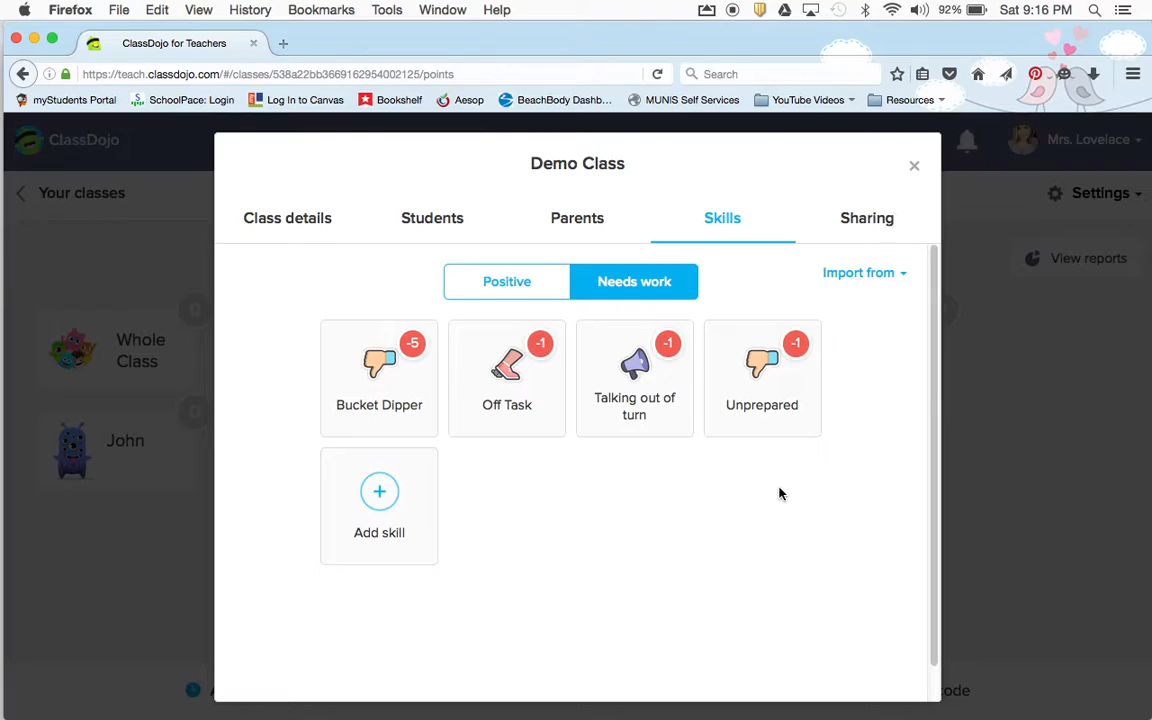 Firefox File Edit View History Bookmarks Tools Window Help 92% Sat 9:16 PM
ClassDojo for Teachers
https://teach.classdojo.com/#/classes/538a22bb3669162954002125/points Search
myStudents Portal SchoolPace: Login Log In to Canvas Bookshelf Aesop BeachBody Dashb... MUNIS Self Services YouTube Videos Resources
ClassDojo Mrs. Lovelace
Demo Class
Your classes Settings
Class details Students Parents Skills Sharing
View reports
Positive Needs work Import from
0
Whole
Class
-5 -1 -1 -1
Bucket Dipper Off Task Talking out of
turn Unprepared
0
John
Add skill
code